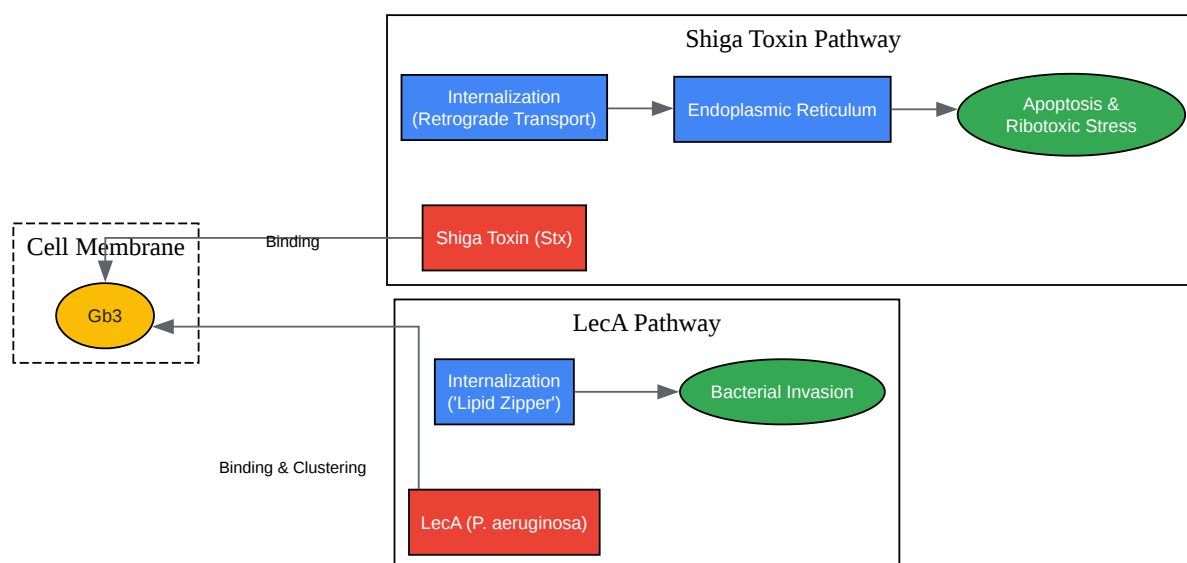 Shiga Toxin Pathway
Internalization
(Retrograde Transport)
Endoplasmic Reticulum
Apoptosis &
Ribotoxic Stress
Shiga Toxin (Stx)
Binding
Cell Membrane
Gb3
LecA Pathway
Internalization
('Lipid Zipper')
Bacterial Invasion
Binding & Clustering
LecA (P. aeruginosa)